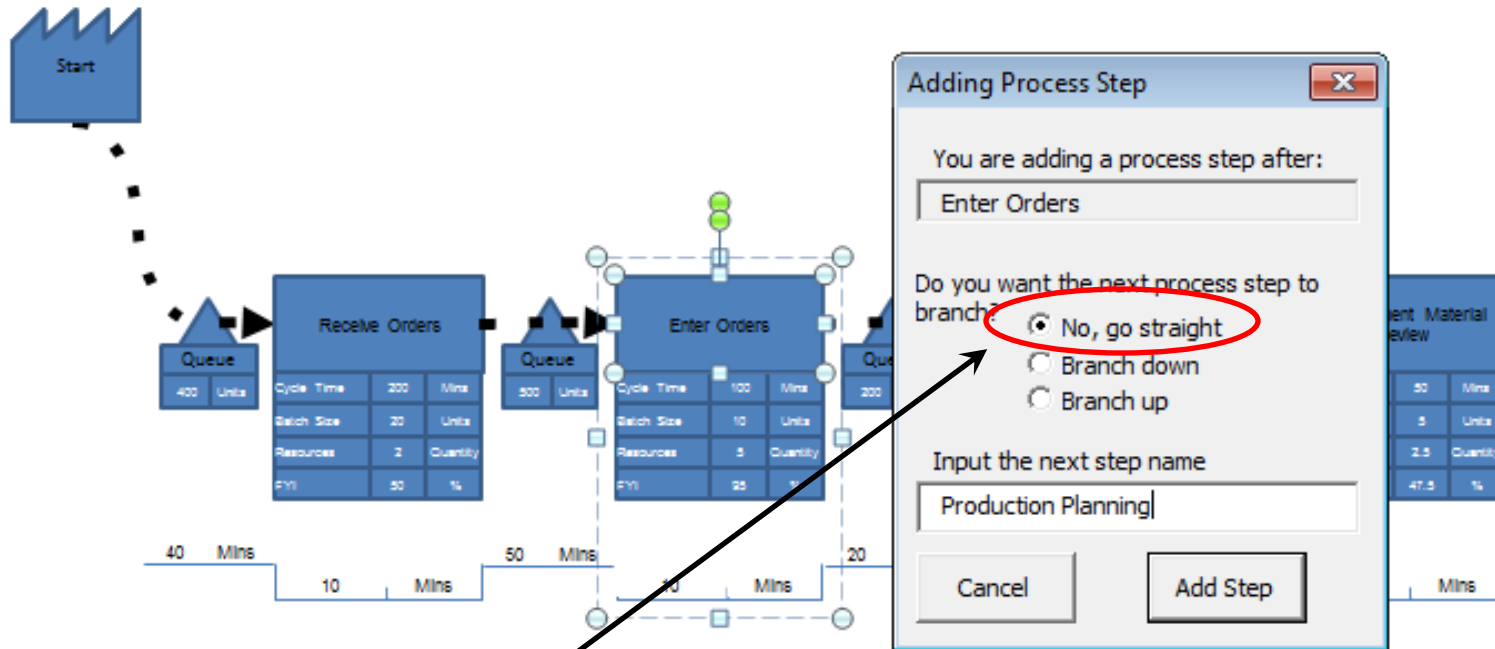 Start
Receive Orders
Queue
400 Units
Cycle Time 200 Mins
Batch Size 20 Units
Resources 2 Quantity
FYI 50 %
40 Mins
10 Mins
Enter Orders
Queue
500 Units
Cycle Time 100 Mins
Batch Size 10 Units
Resources 5 Quantity
FYI 95 %
50 Mins
10 Mins
200
20
Adding Process Step
You are adding a process step after:
Enter Orders
Do you want the next process step to
branch?
No, go straight
Branch down
Branch up
Input the next step name
Production Planning
Cancel
Add Step
Material
50 Mins
5 Units
2.5 Quantity
47.5 %
Mins